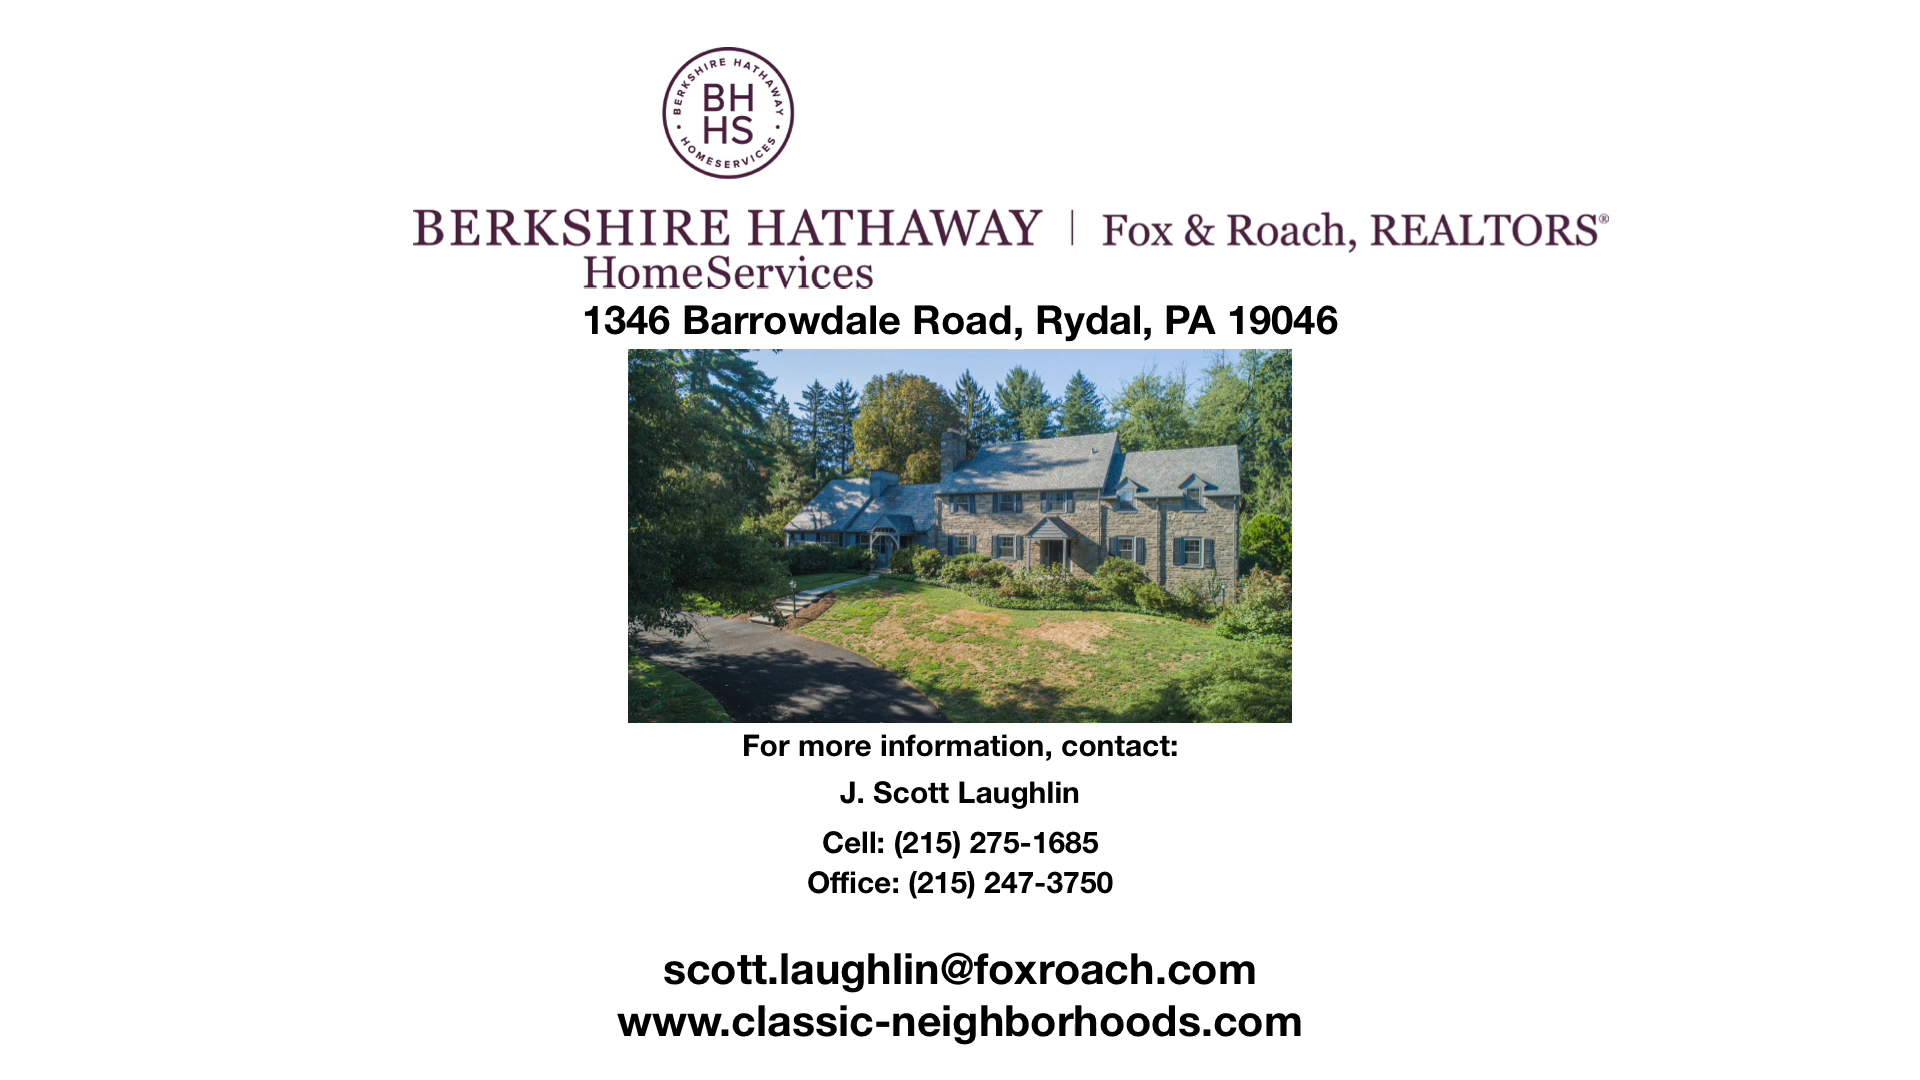 BERKSHIRE HATHAWAY
BH
HS
HOMESERVICES
BERKSHIRE HATHAWAY | Fox & Roach, REALTORS®
HomeServices
1346 Barrowdale Road, Rydal, PA 19046
For more information, contact:
J. Scott Laughlin
Cell: (215) 275-1685
Office: (215) 247-3750
scott.laughlin@foxroach.com
www.classic-neighborhoods.com